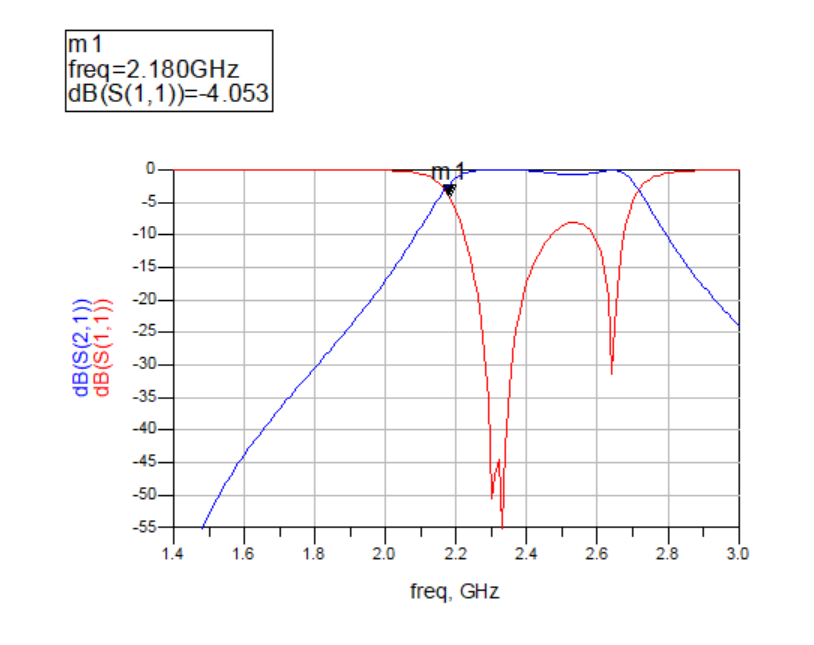 m1
freq=2.180GHz
dB(S(1,1))=-4.053
m1
0
-5
-10
-15
-20
-25
-30
-35
-40
-45
-50
-55
dB(S(2,1))
dB(S(1,1))
1.4 1.6 1.8 2.0 2.2 2.4 2.6 2.8 3.0
freq, GHz